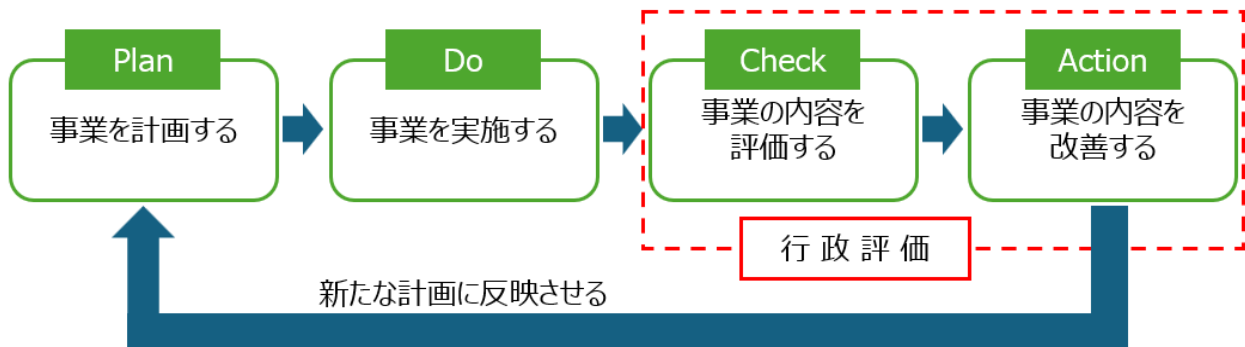 Plan
事業を計画する
Do
事業を実施する
Check
事業の内容を
評価する
Action
事業の内容を
改善する
行政評価
新たな計画に反映させる